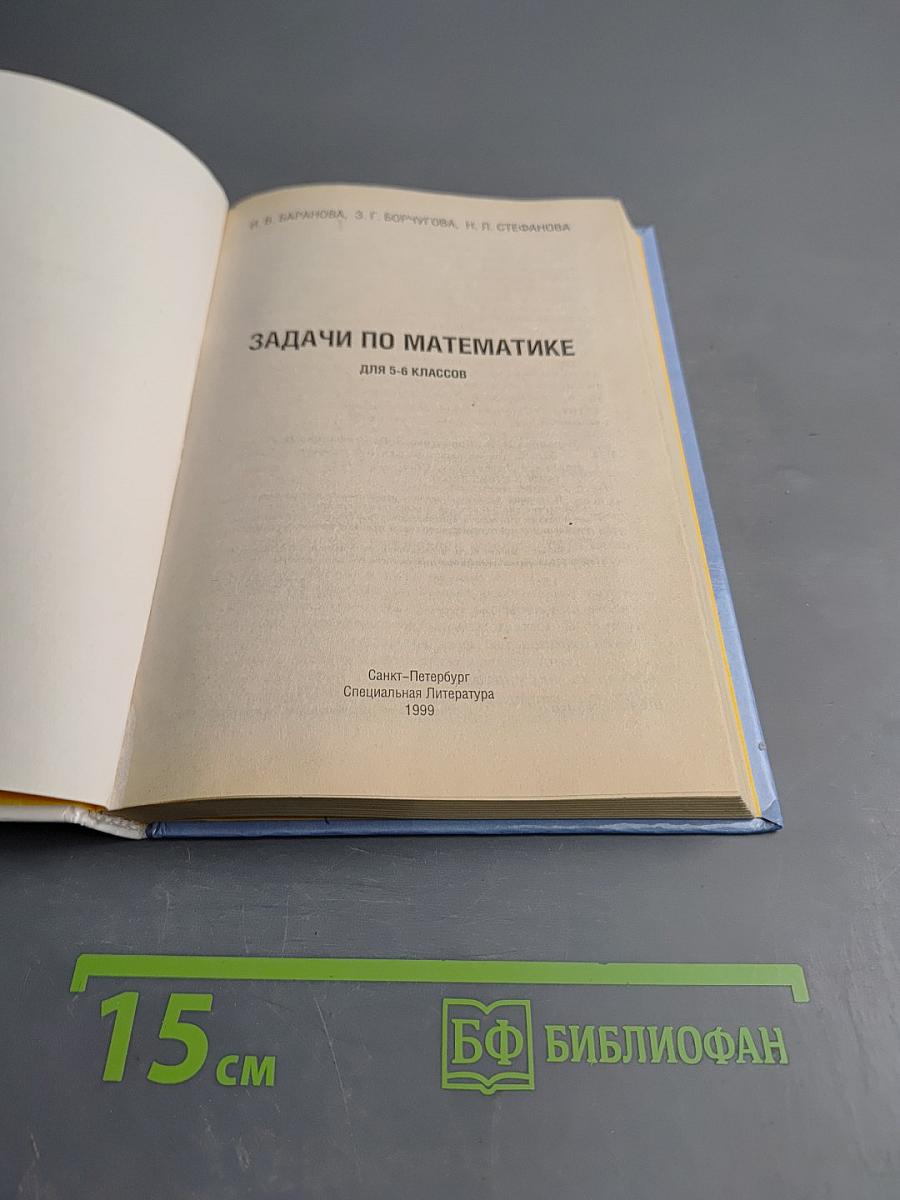 И. В. БАРАНОВА, З. Г. БОРЧУГОВА, Н. Л. СТЕФАНОВА
ЗАДАЧИ ПО МАТЕМАТИКЕ
ДЛЯ 5-6 КЛАССОВ
Санкт–Петербург
Специальная Литература
1999
15 см
БФ БИБЛИОФАН